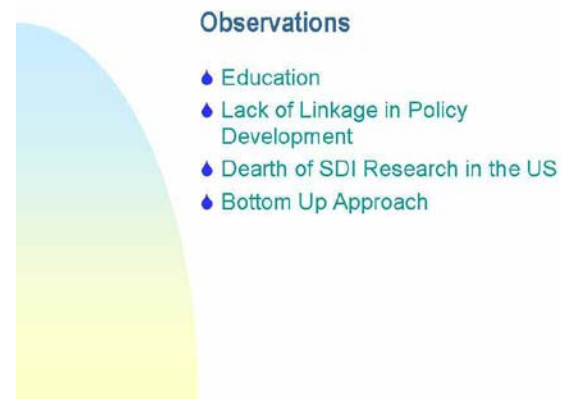 Observations
Education
Lack of Linkage in Policy
Development
Dearth of SDI Research in the US
Bottom Up Approach